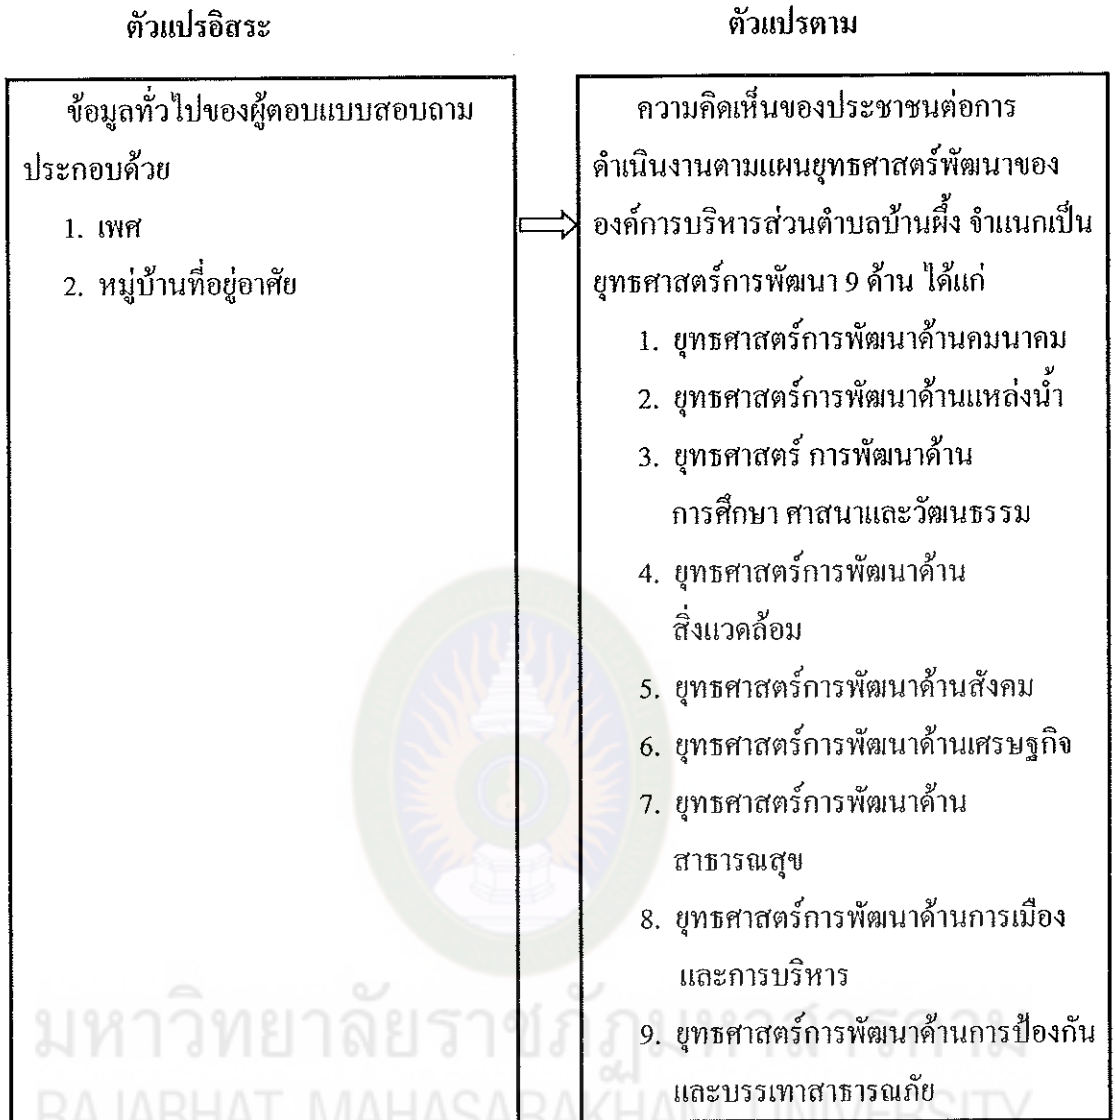 ตัวแปรอิสระ
ข้อมูลทั่วไปของผู้ตอบแบบสอบถาม
ประกอบด้วย
1. เพศ
2. หมู่บ้านที่อยู่อาศัย
ตัวแปรตาม
ความคิดเห็นของประชาชนต่อการ
ดำเนินงานตามแผนยุทธศาสตร์พัฒนาของ
องค์การบริหารส่วนตำบลบ้านผึ้ง จำแนกเป็น
ยุทธศาสตร์การพัฒนา 9 ด้าน ได้แก่
1. ยุทธศาสตร์การพัฒนาด้านคมนาคม
2. ยุทธศาสตร์การพัฒนาด้านแหล่งน้ำ
3. ยุทธศาสตร์ การพัฒนาด้าน
การศึกษา ศาสนาและวัฒนธรรม
4. ยุทธศาสตร์การพัฒนาด้าน
สิ่งแวดล้อม
5. ยุทธศาสตร์การพัฒนาด้านสังคม
6. ยุทธศาสตร์การพัฒนาด้านเศรษฐกิจ
7. ยุทธศาสตร์การพัฒนาด้าน
สาธารณสุข
8. ยุทธศาสตร์การพัฒนาด้านการเมือง
และการบริหาร
9. ยุทธศาสตร์การพัฒนาด้านการป้องกัน
และบรรเทาสาธารณภัย
มหาวิทยาลัยราชภัฏมหาสารคาม
RAJABHAT MAHASARAKHAM UNIVERSITY